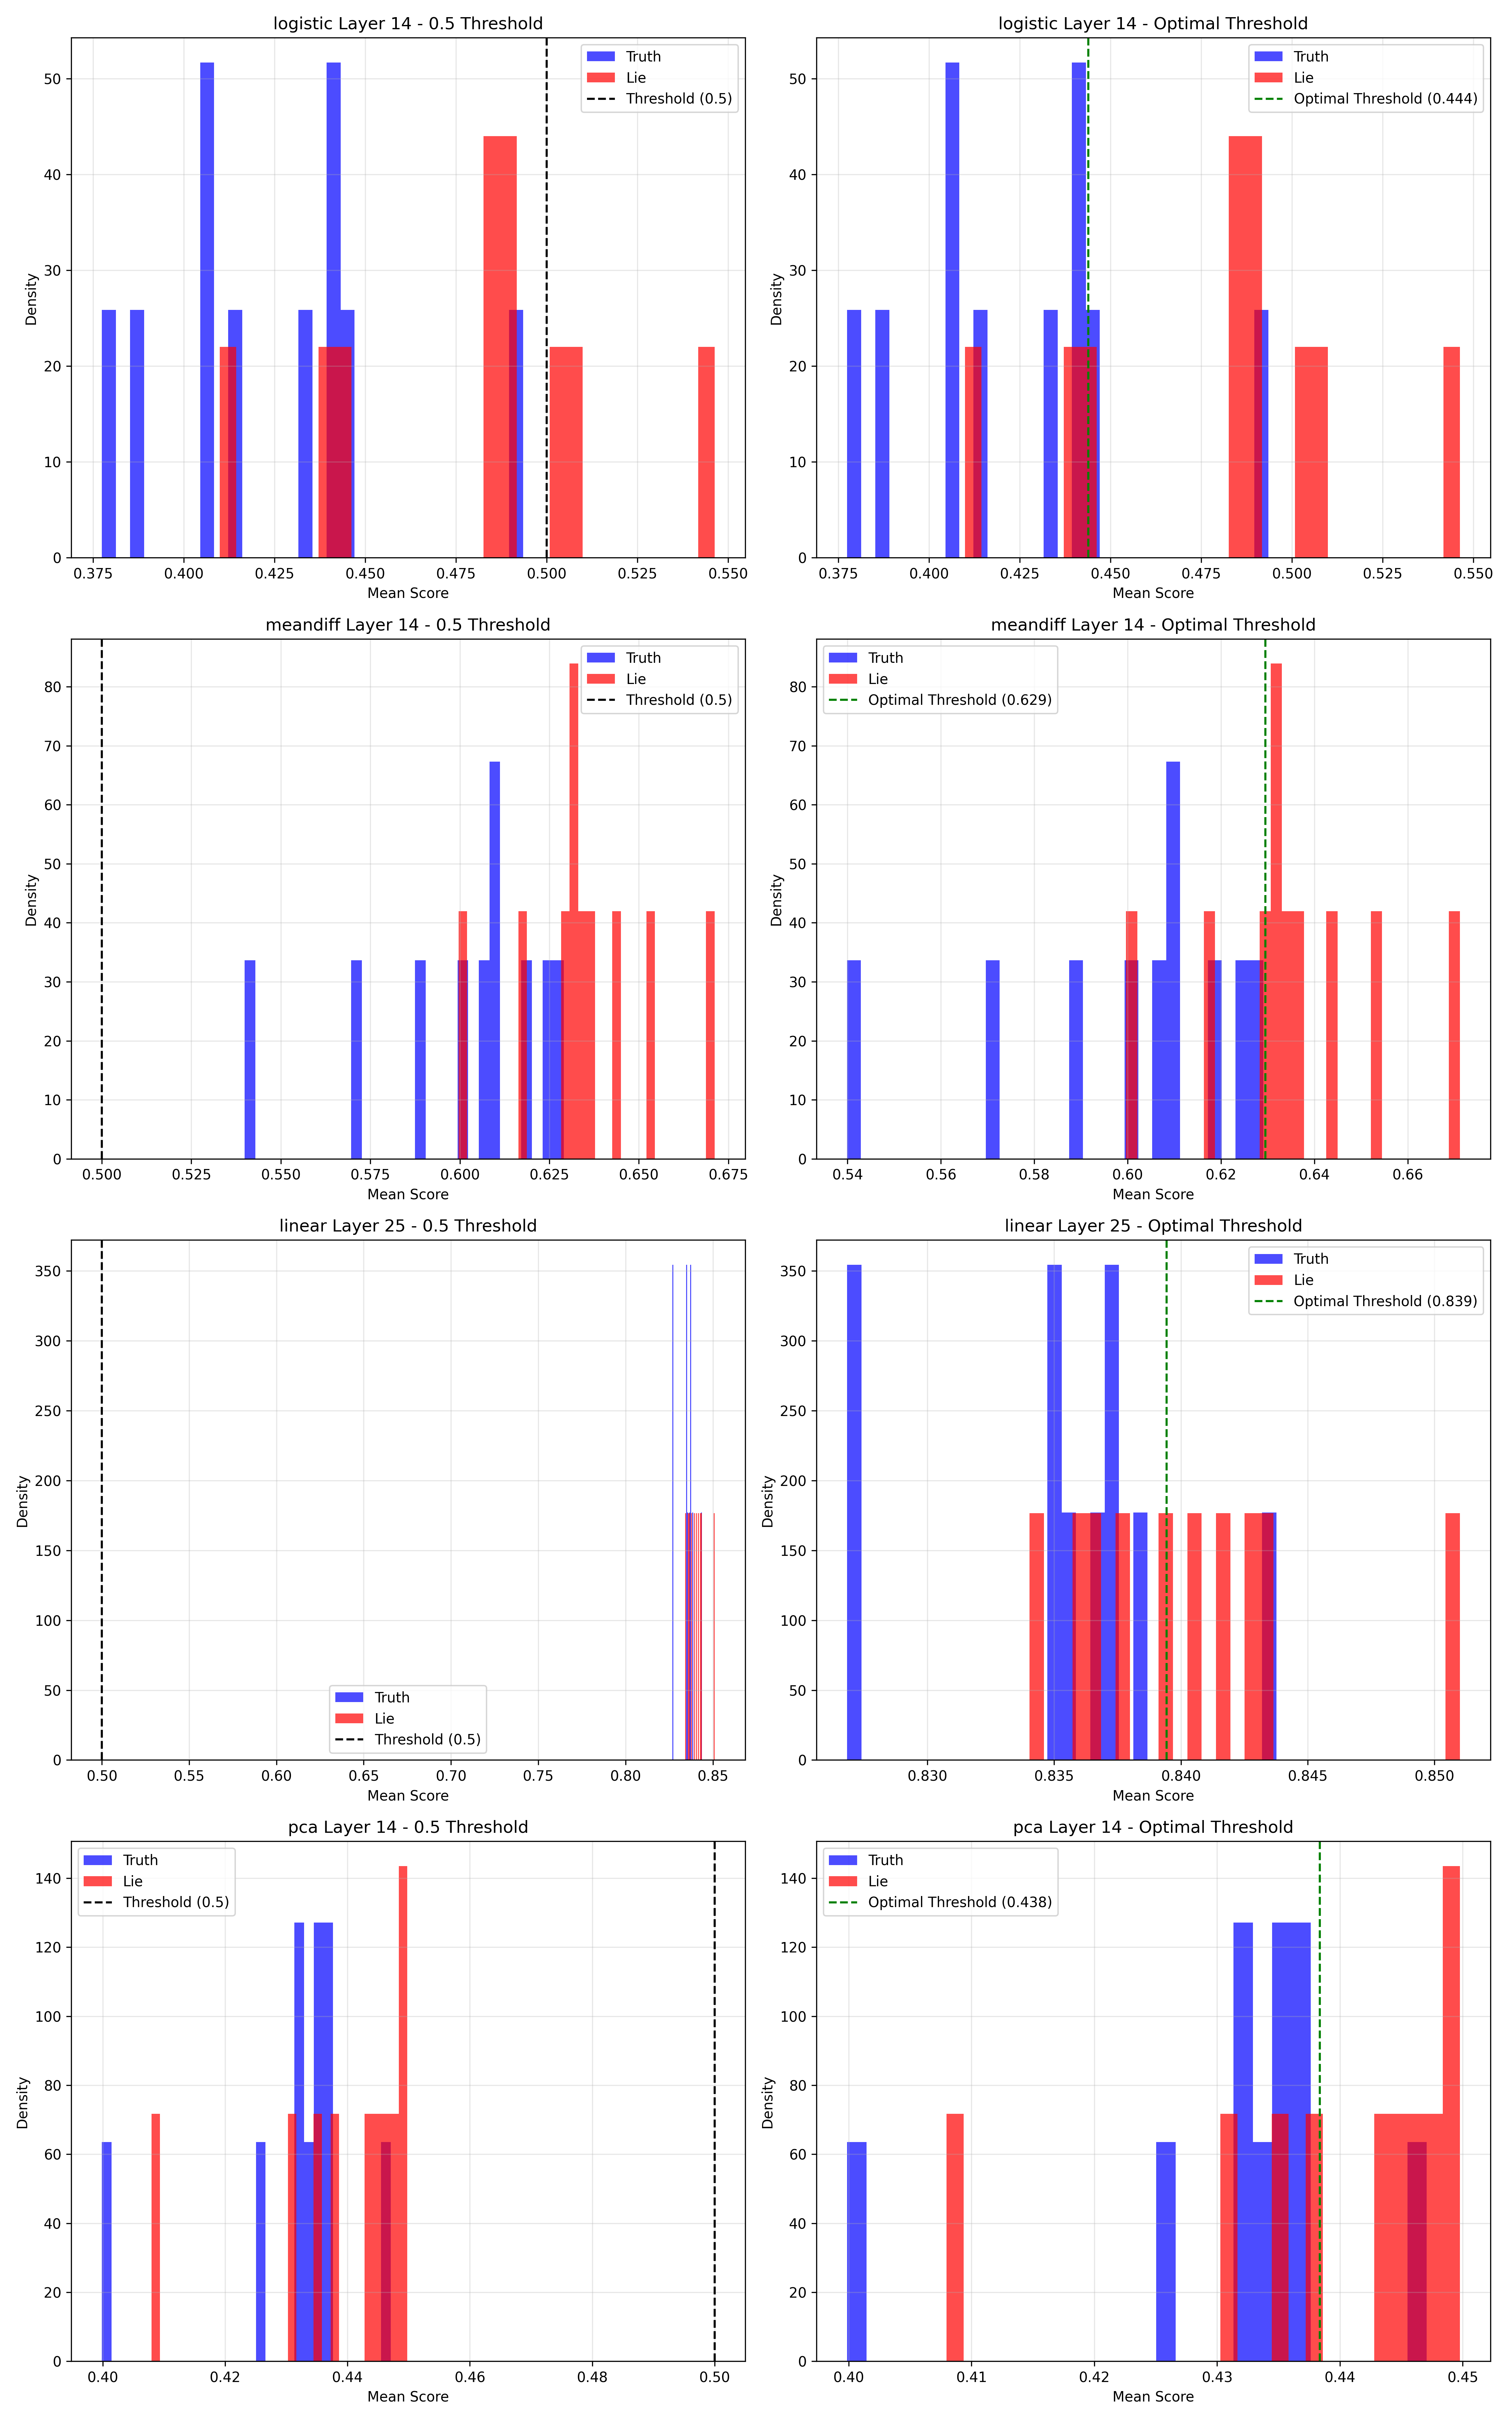 logistic Layer 14 - 0.5 Threshold
Truth
Lie
Threshold (0.5)
Density
50
40
30
20
10
0
0.375 0.400 0.425 0.450 0.475 0.500 0.525 0.550
Mean Score
logistic Layer 14 - Optimal Threshold
Truth
Lie
Optimal Threshold (0.444)
Density
50
40
30
20
10
0
0.375 0.400 0.425 0.450 0.475 0.500 0.525 0.550
Mean Score
meandiff Layer 14 - 0.5 Threshold
Truth
Lie
Threshold (0.5)
Density
80
70
60
50
40
30
20
10
0
0.500 0.525 0.550 0.575 0.600 0.625 0.650 0.675
Mean Score
meandiff Layer 14 - Optimal Threshold
Truth
Lie
Optimal Threshold (0.629)
Density
80
70
60
50
40
30
20
10
0
0.54 0.56 0.58 0.60 0.62 0.64 0.66
Mean Score
linear Layer 25 - 0.5 Threshold
Density
350
300
250
200
150
100
50
0
Truth
Lie
Threshold (0.5)
0.50 0.55 0.60 0.65 0.70 0.75 0.80 0.85
Mean Score
linear Layer 25 - Optimal Threshold
Truth
Lie
Optimal Threshold (0.839)
Density
350
300
250
200
150
100
50
0
0.830 0.835 0.840 0.845 0.850
Mean Score
pca Layer 14 - 0.5 Threshold
Truth
Lie
Threshold (0.5)
Density
140
120
100
80
60
40
20
0
0.40 0.42 0.44 0.46 0.48 0.50
Mean Score
pca Layer 14 - Optimal Threshold
Truth
Lie
Optimal Threshold (0.438)
Density
140
120
100
80
60
40
20
0
0.40 0.41 0.42 0.43 0.44 0.45
Mean Score